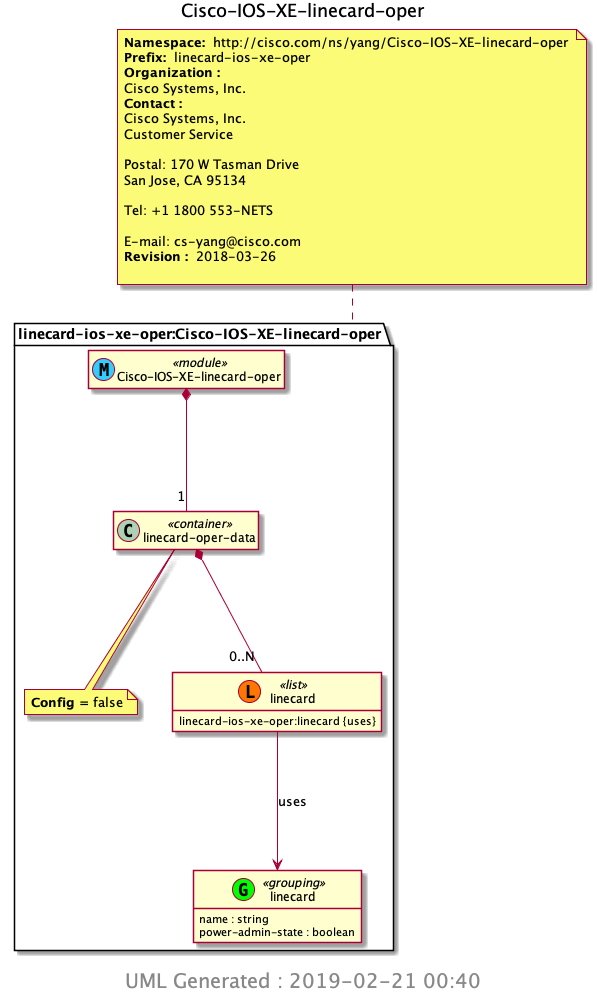 Cisco-IOS-XE-linecard-oper
Namespace: http://cisco.com/ns/yang/Cisco-IOS-XE-linecard-oper
Prefix: linecard-ios-xe-oper
Organization :
Cisco Systems, Inc.
Contact :
Cisco Systems, Inc.
Customer Service
Postal: 170 W Tasman Drive
San Jose, CA 95134
Tel: +1 1800 553-NETS
E-mail: cs-yang@cisco.com
Revision : 2018-03-26
linecard-ios-xe-oper:Cisco-IOS-XE-linecard-oper
M
«module»
Cisco-IOS-XE-linecard-oper
1
C
«container»
linecard-oper-data
0..N
Config = false
L
«list»
linecard
linecard-ios-xe-oper:linecard {uses}
uses
G
«grouping»
linecard
name : string
power-admin-state : boolean
UML Generated : 2019-02-21 00:40